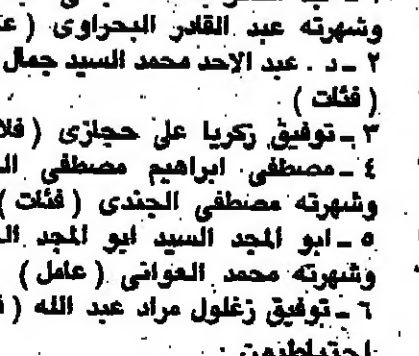 وشهرته عبد القادر البحراوى (
٢ ـ د . عبد الاحد محمد السيد جمال
( فئات ) .
٣ ـ توفيق زكريا على حجازى (
٤ ـ مصطفى ابراهيم مصطفى
وشهرته مصطفى الجندى ( فئات )
٥ ـ ابو المجد السيد ابو المجد
وشهرته محمد العوانى ( عامل )
٦ ـ توفيق زغلول مراد عبد الله (
احتياطيون :